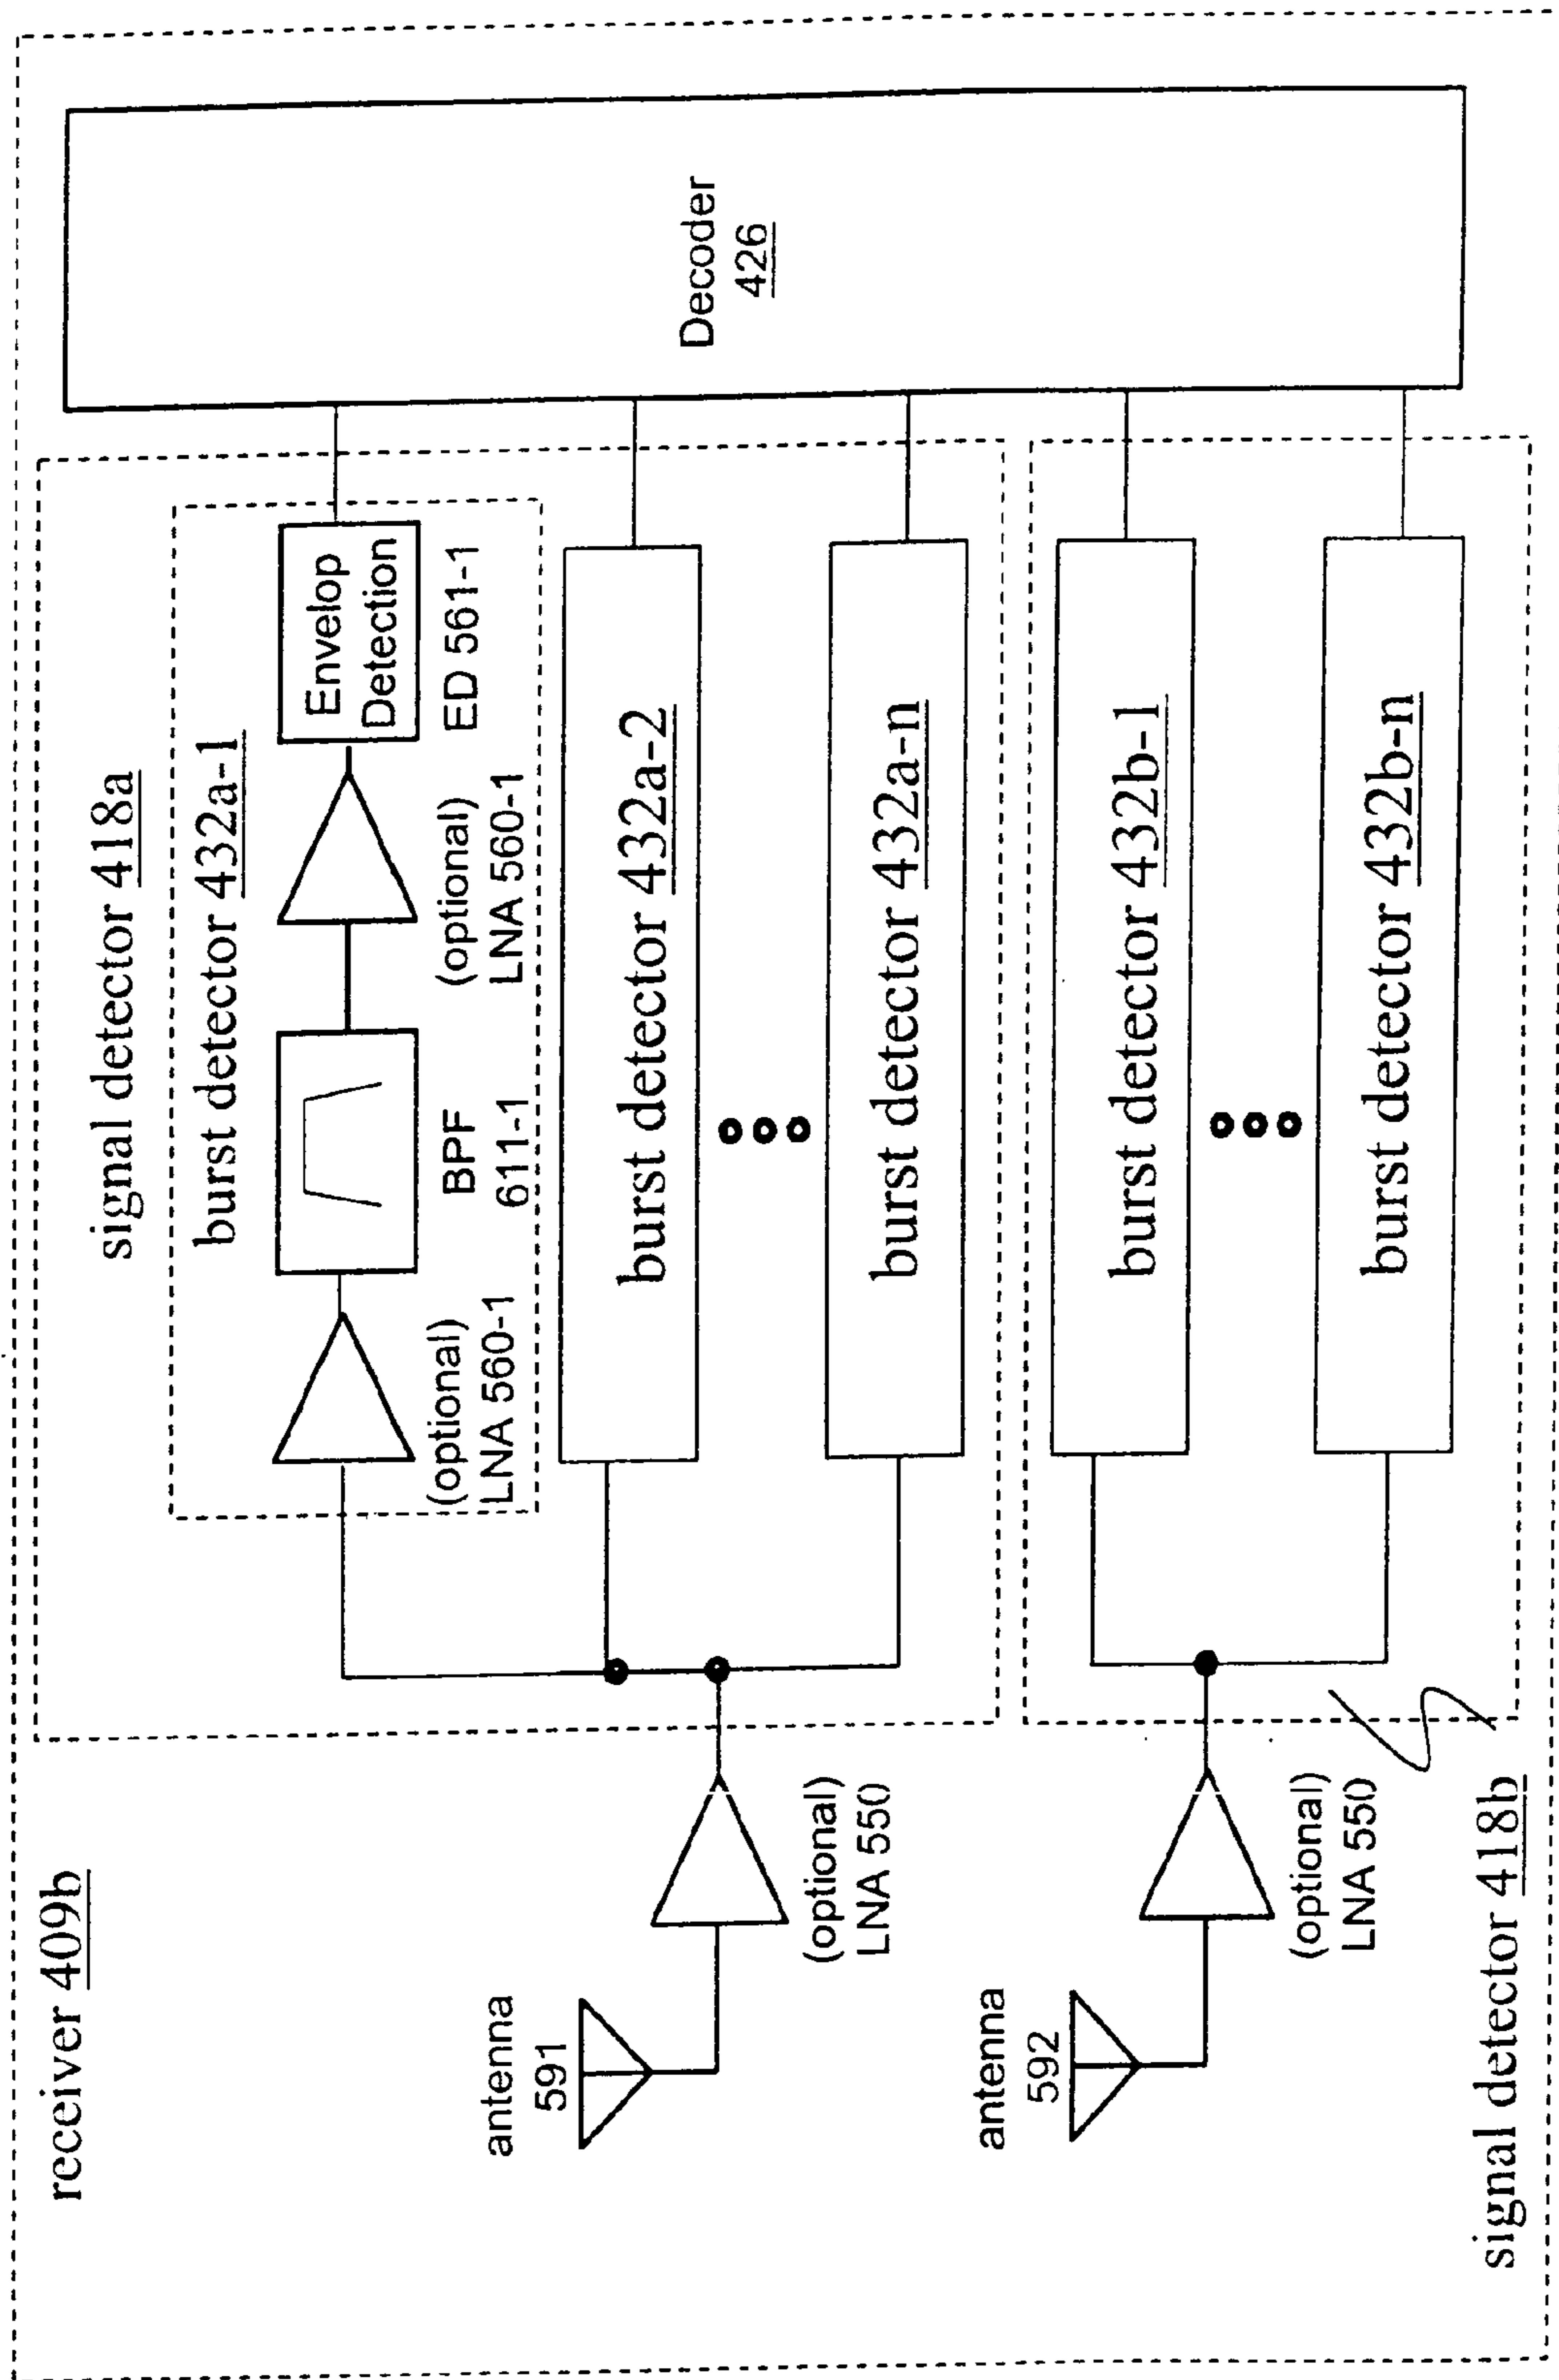 receiver 409b
signal detector 418a
burst detector 432a-1
Envelop
Detection
(optional)
LNA 560-1
BPF
611-1
(optional)
LNA 560-1
ED 561-1
antenna
591
(optional)
LNA 550
burst detector 432a-2
burst detector 432a-n
Decoder
426
antenna
592
(optional)
LNA 550
burst detector 432b-1
burst detector 432b-n
signal detector 418b